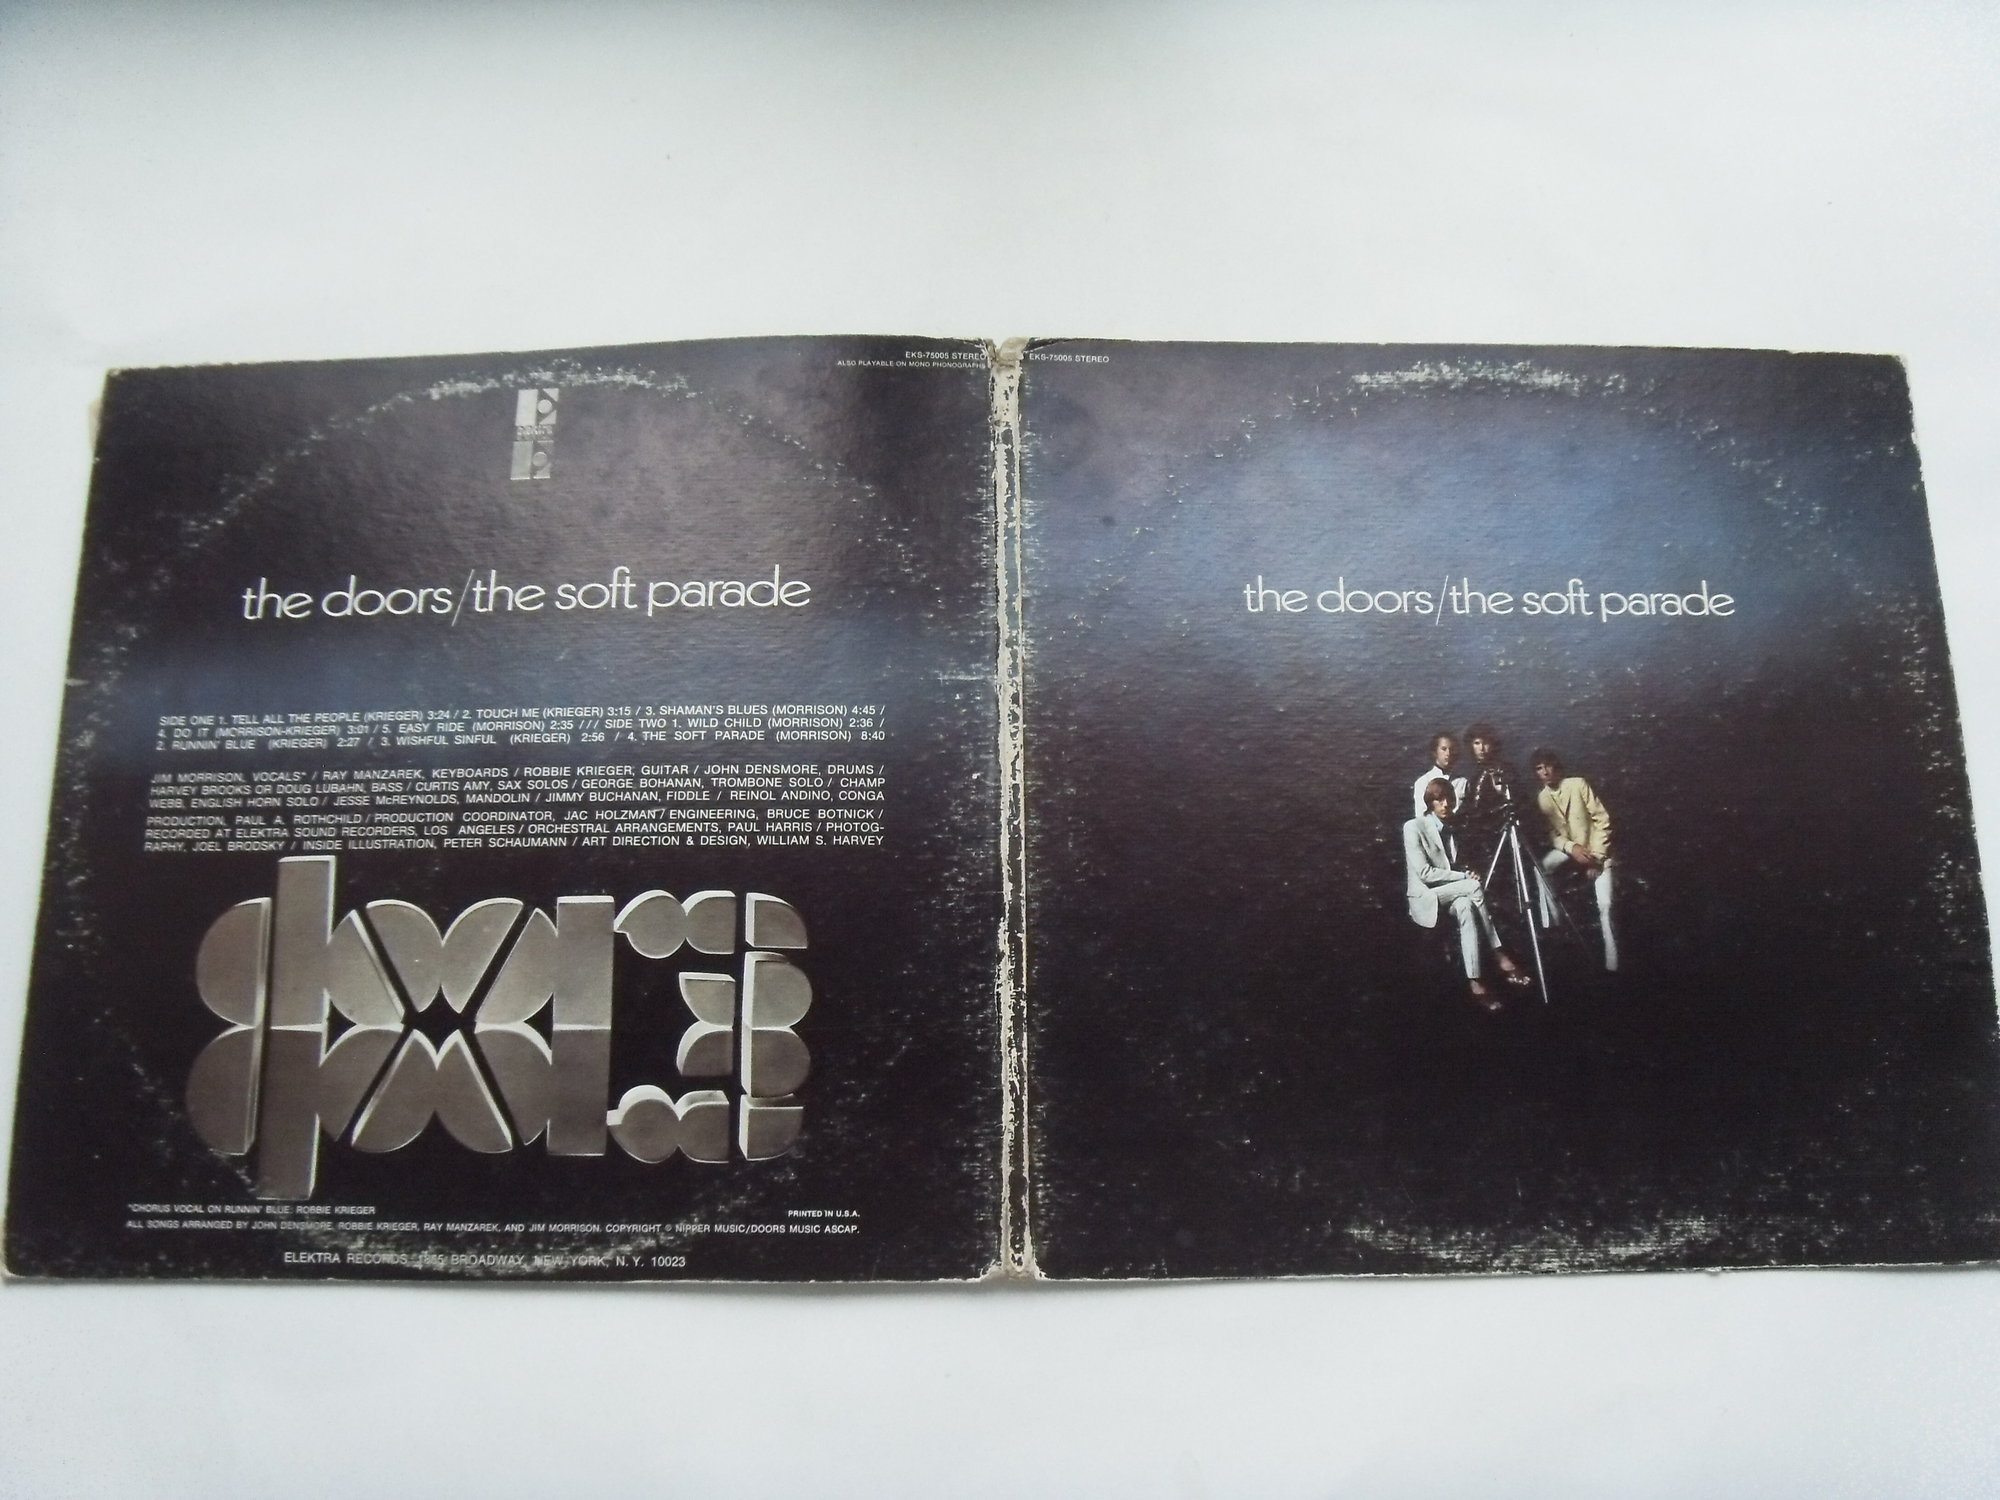 EKS-75005 STEREO
ALSO PLAYABLE ON MONO PHONOGRAPHS
elektra
the doors/the soft parade
SIDE ONE 1. TELL ALL THE PEOPLE (KRIEGER) 3:24 / 2. TOUCH ME (KRIEGER) 3:15 / 3. SHAMAN'S BLUES (MORRISON) 4:45 /
4. DO IT (MORRISON-KRIEGER) 3:01 / 5. EASY RIDE (MORRISON) 2:35 /// SIDE TWO 1. WILD CHILD (MORRISON) 2:36 /
2. RUNNIN' BLUE (KRIEGER) 2:27 / 3. WISHFUL SINFUL (KRIEGER) 2:56 / 4. THE SOFT PARADE (MORRISON) 8:40
JIM MORRISON, VOCALS* / RAY MANZAREK, KEYBOARDS / ROBBIE KRIEGER, GUITAR / JOHN DENSMORE, DRUMS /
HARVEY BROOKS OR DOUG LUBAHN, BASS / CURTIS AMY, SAX SOLOS / GEORGE BOHANAN, TROMBONE SOLO / CHAMP
WEBB, ENGLISH HORN SOLO / JESSE McREYNOLDS, MANDOLIN / JIMMY BUCHANAN, FIDDLE / REINOL ANDINO, CONGA
PRODUCTION, PAUL A. ROTHCHILD / PRODUCTION COORDINATOR, JAC HOLZMAN / ENGINEERING, BRUCE BOTNICK /
RECORDED AT ELEKTRA SOUND RECORDERS, LOS ANGELES / ORCHESTRAL ARRANGEMENTS, PAUL HARRIS / PHOTOG-
RAPHY, JOEL BRODSKY / INSIDE ILLUSTRATION, PETER SCHAUMANN / ART DIRECTION & DESIGN, WILLIAM S. HARVEY
doors
*CHORUS VOCAL ON RUNNIN' BLUE: ROBBIE KRIEGER
PRINTED IN U.S.A.
ALL SONGS ARRANGED BY JOHN DENSMORE, ROBBIE KRIEGER, RAY MANZAREK, AND JIM MORRISON. COPYRIGHT © NIPPER MUSIC/DOORS MUSIC ASCAP.
ELEKTRA RECORDS 1855 BROADWAY, NEW YORK, N.Y. 10023
EKS-75005 STEREO
the doors/the soft parade